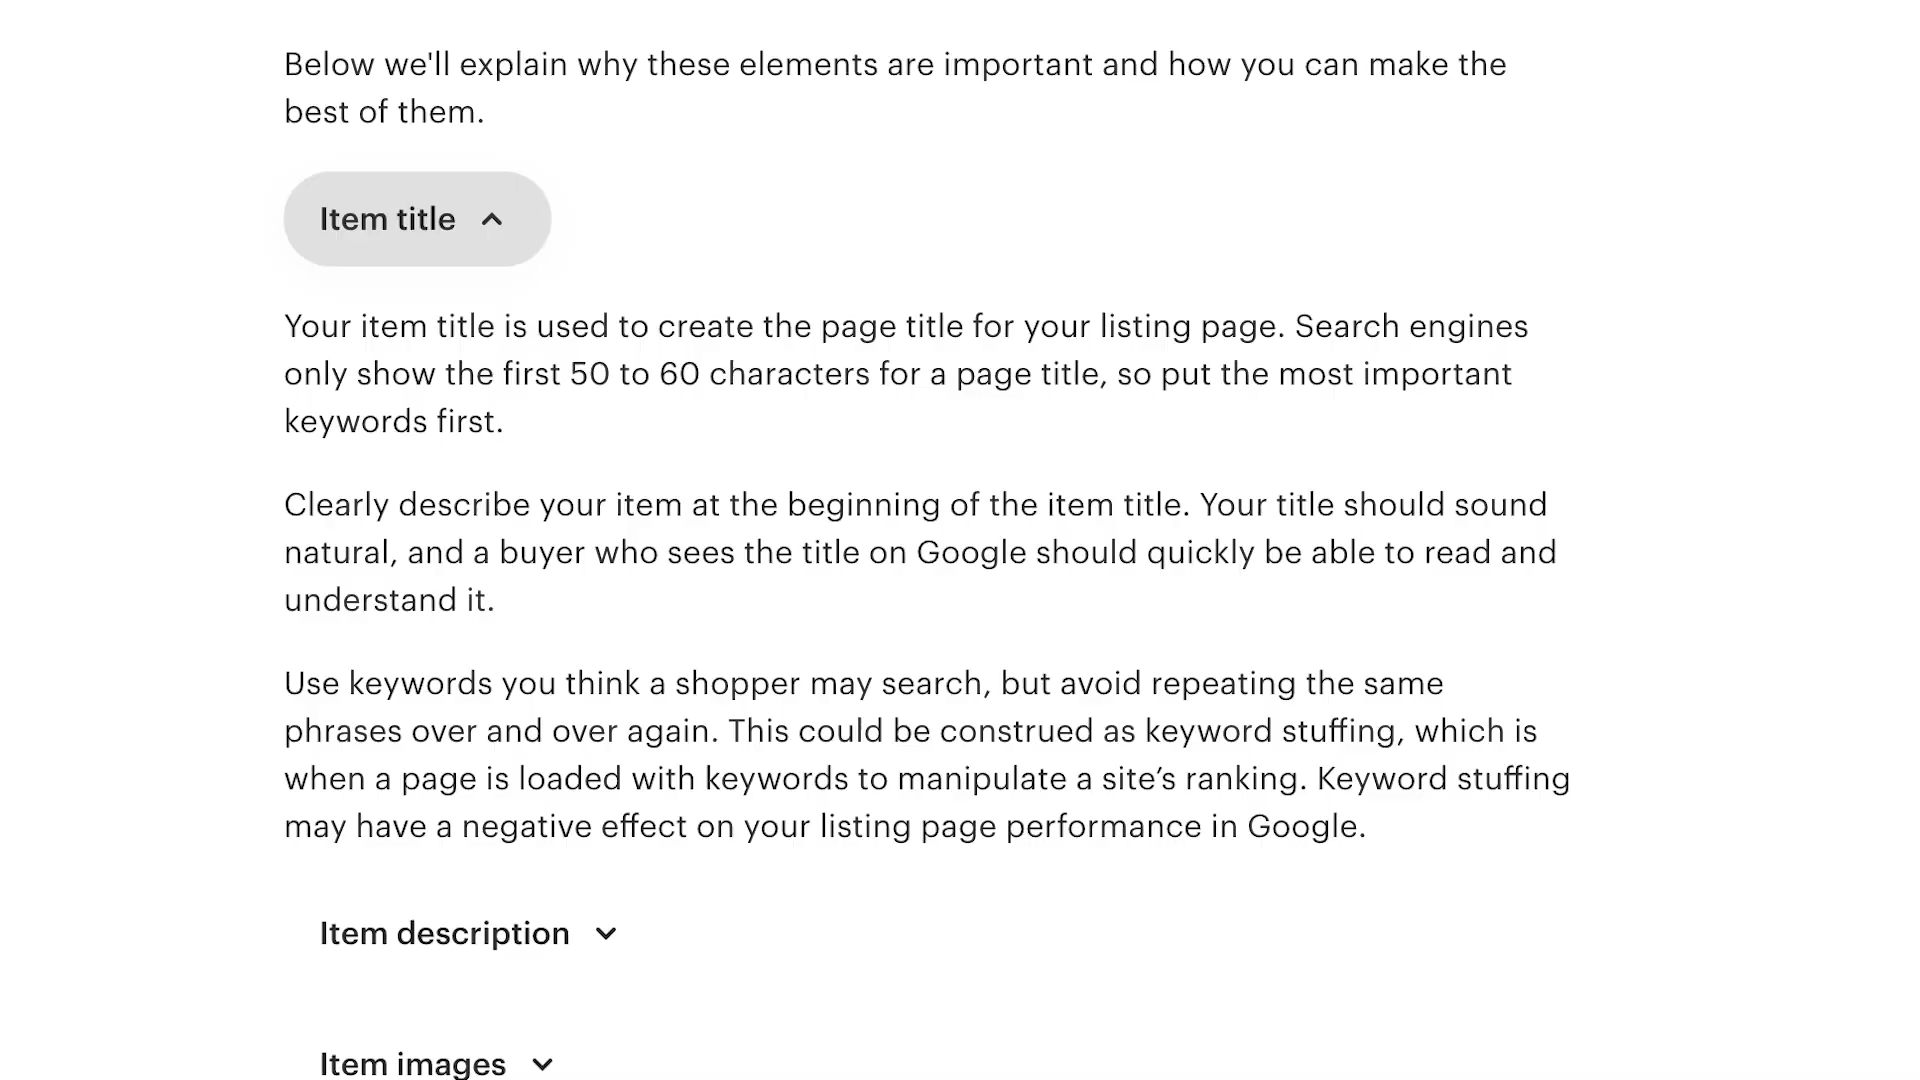 Below we'll explain why these elements are important and how you can make the
best of them.
Item title
Your item title is used to create the page title for your listing page. Search engines
only show the first 50 to 60 characters for a page title, so put the most important
keywords first.
Clearly describe your item at the beginning of the item title. Your title should sound
natural, and a buyer who sees the title on Google should quickly be able to read and
understand it.
Use keywords you think a shopper may search, but avoid repeating the same
phrases over and over again. This could be construed as keyword stuffing, which is
when a page is loaded with keywords to manipulate a site’s ranking. Keyword stuffing
may have a negative effect on your listing page performance in Google.
Item description
Item images